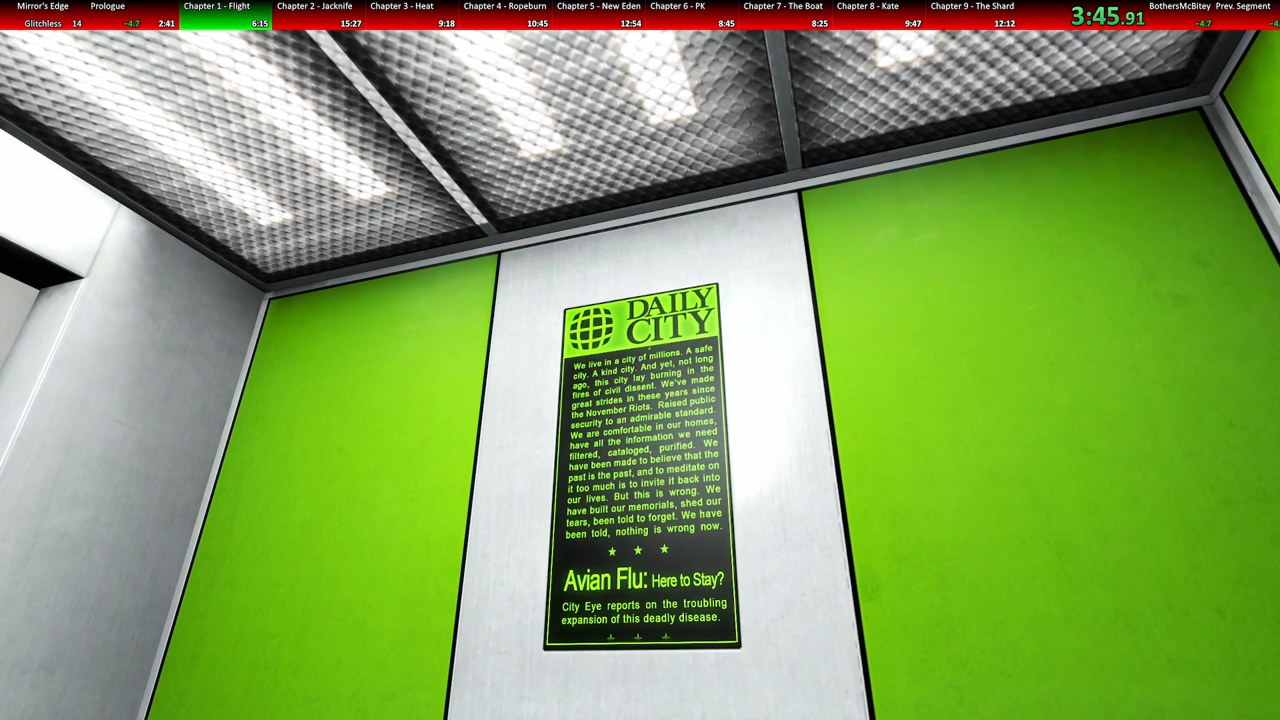 Mirror's Edge Prologue Chapter 1 - Flight Chapter 2 - Jacknife Chapter 3 - Heat Chapter 4 - Ropeburn Chapter 5 - New Eden Chapter 6 - PK Chapter 7 - The Boat Chapter 8 - Kate Chapter 9 - The Shard 3:45.91 BothersMcBitey Prev. Segment
Glitchless 14 -4.7 2:41 6:15 15:27 9:18 10:45 12:54 8:45 8:25 9:47 12:12 -4.7 -4.
DAILY
CITY
We live in a city of millions. A safe
city. A kind city. And yet, not long
ago, this city lay burning in the
fires of civil dissent. We've made
great strides in these years since
the November Riots. Raised public
security to an admirable standard.
We are comfortable in our homes,
have all the information we need
filtered, cataloged, purified. We
have been made to believe that the
past is the past, and to meditate on
it too much is to invite it back into
our lives. But this is wrong. We
have built our memorials, shed our
tears, been told to forget. We have
been told, nothing is wrong now.
Avian Flu: Here to Stay?
City Eye reports on the troubling
expansion of this deadly disease.